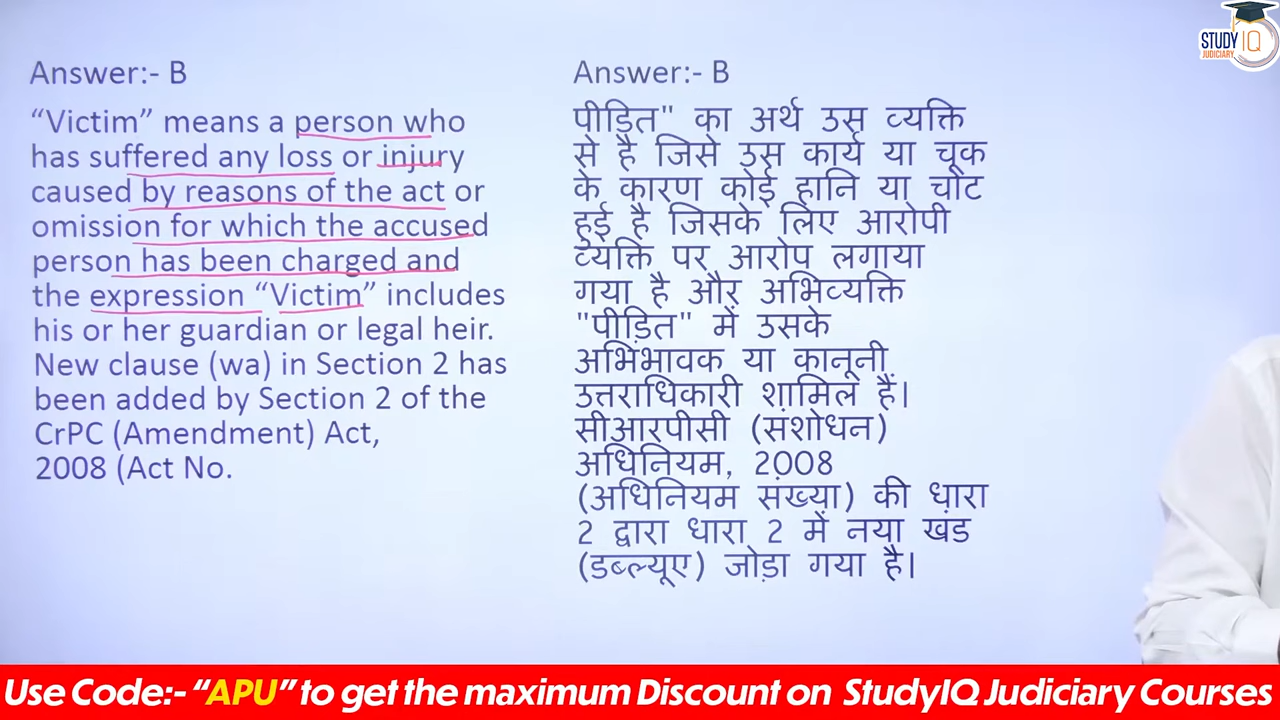 STUDY IQ
JUDICIARY
Answer:- B
“Victim” means a person who
has suffered any loss or injury
caused by reasons of the act or
omission for which the accused
person has been charged and
the expression “Victim” includes
his or her guardian or legal heir.
New clause (wa) in Section 2 has
been added by Section 2 of the
CrPC (Amendment) Act,
2008 (Act No.
Answer:- B
पीड़ित" का अर्थ उस व्यक्ति
से है जिसे उस कार्य या चूक
के कारण कोई हानि या चोट
हुई है जिसके लिए आरोपी
व्यक्ति पर आरोप लगाया
गया है और अभिव्यक्ति
"पीड़ित" में उसके
अभिभावक या कानूनी
उत्तराधिकारी शामिल हैं।
सीआरपीसी (संशोधन)
अधिनियम, 2008
(अधिनियम संख्या) की धारा
2 द्वारा धारा 2 में नया खंड
(डब्ल्यूए) जोड़ा गया है।
Use Code:- “APU” to get the maximum Discount on StudyIQ Judiciary Courses